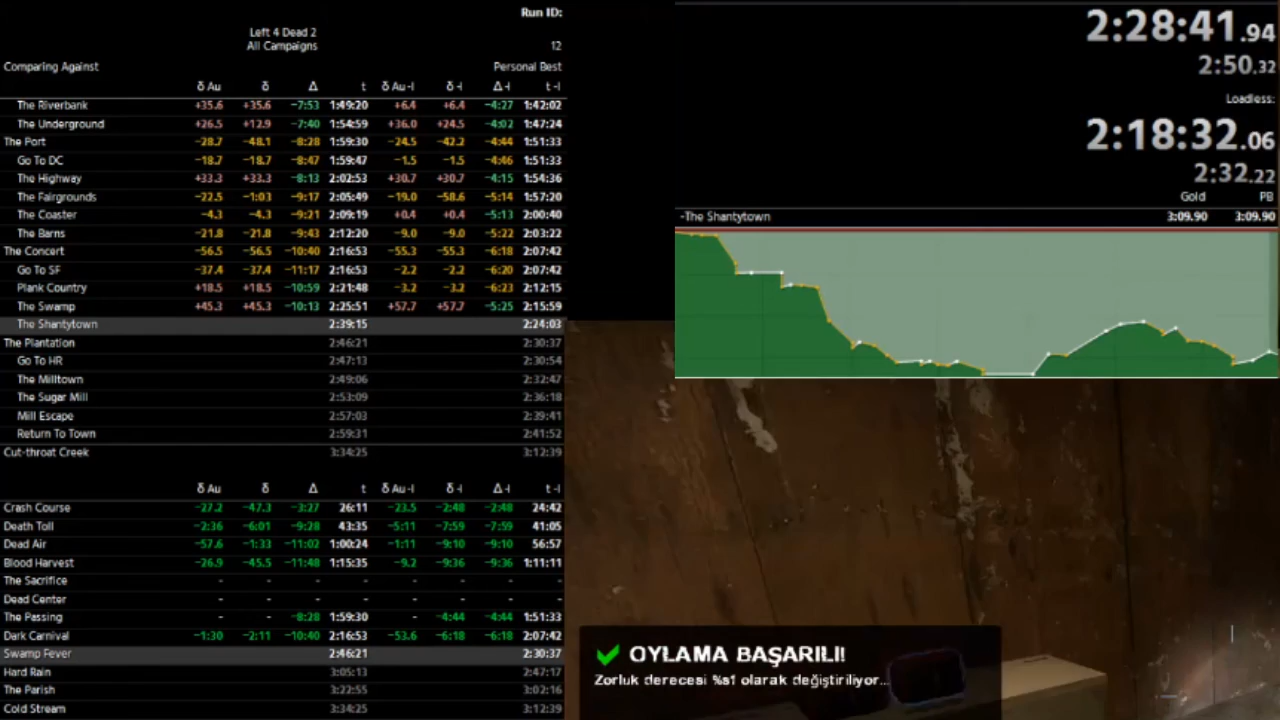 Run ID:
Left 4 Dead 2
All Campaigns 12
Comparing Against Personal Best
δ Au δ Δ t δ Au-l δ -l Δ -l t -l
The Riverbank +35.6 +35.6 −7:53 1:49:20 +6.4 +6.4 −4:27 1:42:02
The Underground +26.5 +12.9 −7:40 1:54:59 +36.0 +24.5 −4:02 1:47:24
The Port −28.7 −48.1 −8:28 1:59:30 −24.5 −42.2 −4:44 1:51:33
Go To DC −18.7 −18.7 −8:47 1:59:47 −1.5 −1.5 −4:46 1:51:33
The Highway +33.3 +33.3 −8:13 2:02:53 +30.7 +30.7 −4:15 1:54:36
The Fairgrounds −22.5 −1:03 −9:17 2:05:49 −19.0 −58.6 −5:14 1:57:20
The Coaster −4.3 −4.3 −9:21 2:09:19 +0.4 +0.4 −5:13 2:00:40
The Barns −21.8 −21.8 −9:43 2:12:20 −9.0 −9.0 −5:22 2:03:22
The Concert −56.5 −56.5 −10:40 2:16:53 −55.3 −55.3 −6:18 2:07:42
Go To SF −37.4 −37.4 −11:17 2:16:53 −2.2 −2.2 −6:20 2:07:42
Plank Country +18.5 +18.5 −10:59 2:21:48 −3.2 −3.2 −6:23 2:12:15
The Swamp +45.3 +45.3 −10:13 2:25:51 +57.7 +57.7 −5:25 2:15:59
The Shantytown 2:39:15 2:24:03
The Plantation 2:46:21 2:30:37
Go To HR 2:47:13 2:30:54
The Milltown 2:49:06 2:32:47
The Sugar Mill 2:53:09 2:36:18
Mill Escape 2:57:03 2:39:41
Return To Town 2:59:31 2:41:52
Cut-throat Creek 3:34:25 3:12:39
δ Au δ Δ t δ Au-l δ -l Δ -l t -l
Crash Course −27.2 −47.3 −3:27 26:11 −23.5 −2:48 −2:48 24:42
Death Toll −2:36 −6:01 −9:28 43:35 −5:11 −7:59 −7:59 41:05
Dead Air −57.6 −1:33 −11:02 1:00:24 −1:11 −9:10 −9:10 56:57
Blood Harvest −26.9 −45.5 −11:48 1:15:35 −9.2 −9:36 −9:36 1:11:11
The Sacrifice - - - - - - - -
Dead Center - - - - - - - -
The Passing - - −8:28 1:59:30 - −4:44 −4:44 1:51:33
Dark Carnival −1:30 −2:11 −10:40 2:16:53 −53.6 −6:18 −6:18 2:07:42
Swamp Fever 2:46:21 2:30:37
Hard Rain 3:05:13 2:47:17
The Parish 3:22:55 3:02:16
Cold Stream 3:34:25 3:12:39
2:28:41.94
2:50.32
Loadless:
2:18:32.06
2:32.22
Gold PB
-The Shantytown 3:09.90 3:09.90
OYLAMA BAŞARILI!
Zorluk derecesi %s1 olarak değiştiriliyor...